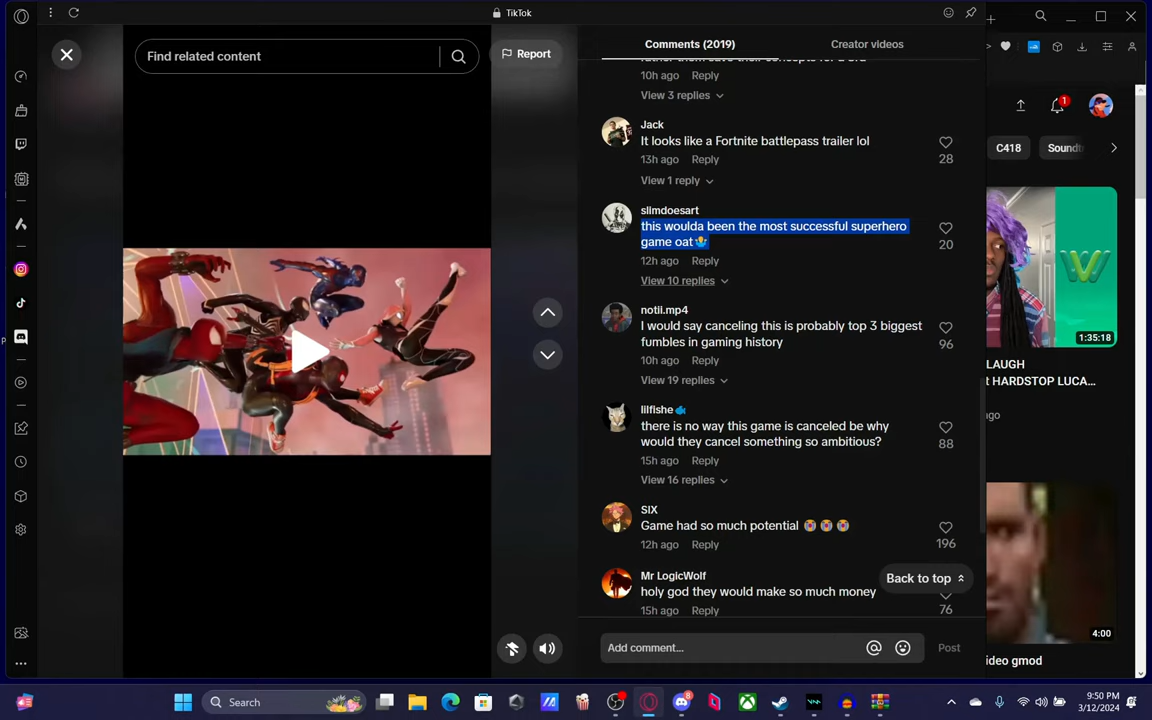 TikTok
Find related content
Report
Comments (2019)
Creator videos
10h ago Reply
View 3 replies
Jack
It looks like a Fortnite battlepass trailer lol
13h ago Reply
28
View 1 reply
slimdoesart
this woulda been the most successful superhero
game oat🤷‍♂️
20
12h ago Reply
View 10 replies
notil.mp4
I would say canceling this is probably top 3 biggest
fumbles in gaming history
96
10h ago Reply
View 19 replies
lilfishe🐟
there is no way this game is canceled be why
would they cancel something so ambitious?
88
15h ago Reply
View 16 replies
SIX
Game had so much potential 😭 😭 😭
12h ago Reply
196
Mr LogicWolf
holy god they would make so much money
15h ago Reply
76
Back to top
Add comment...
Post
1
C418
Soundt
1:35:18
LAUGH
t HARDSTOP LUCA...
ago
4:00
ideo gmod
Search
8
9:50 PM
3/12/2024